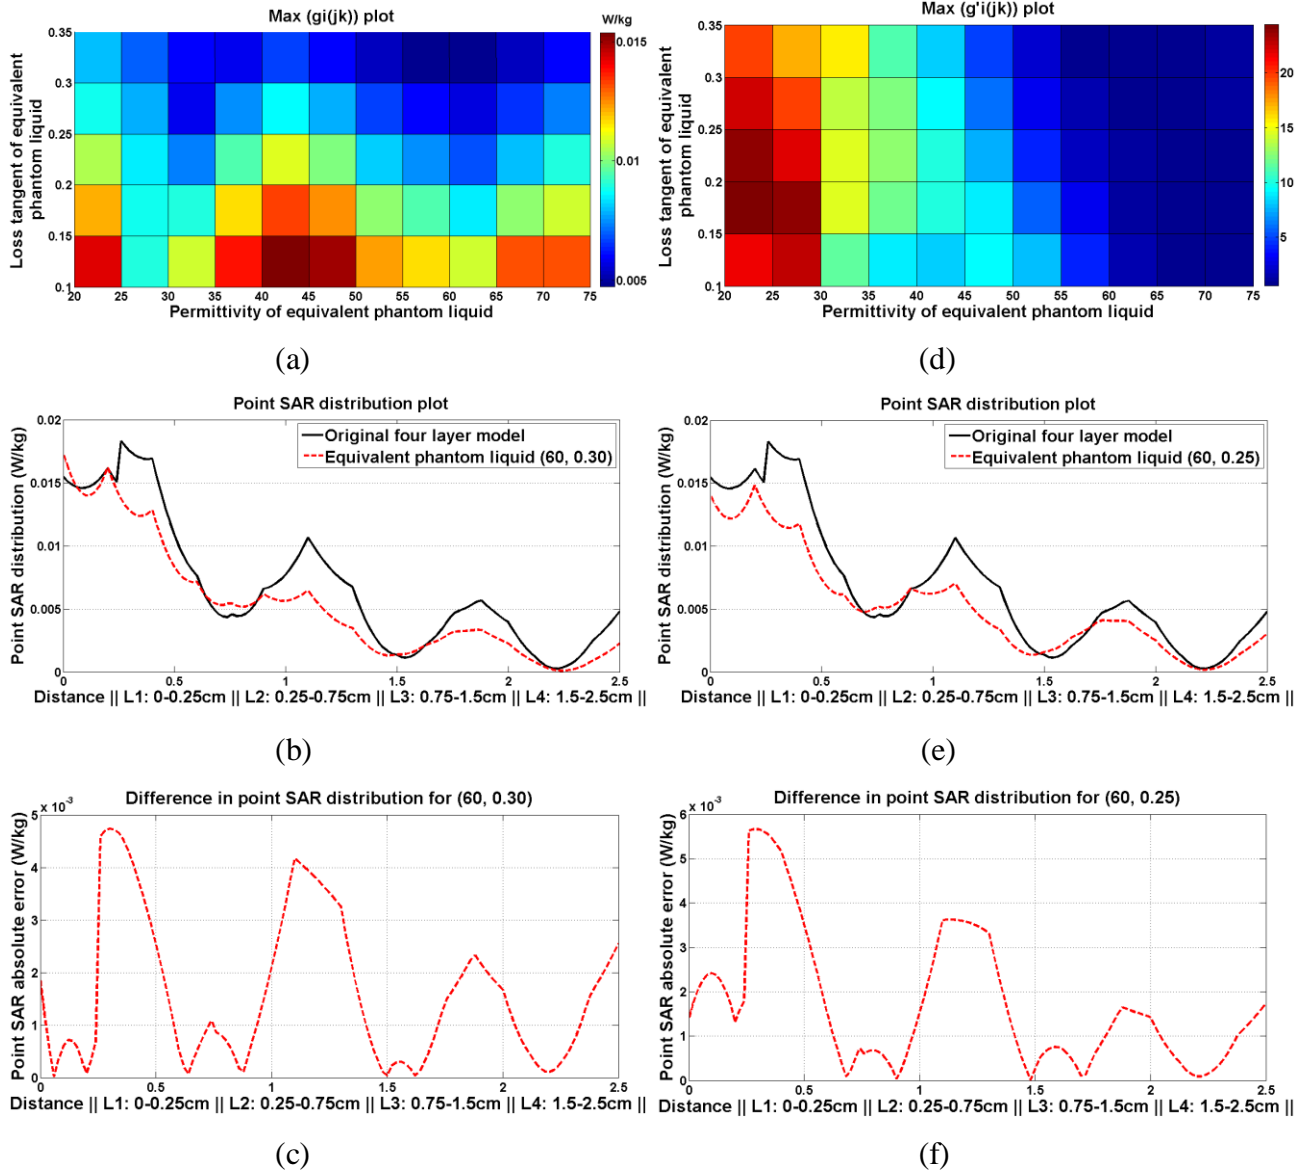 Max (gi(jk)) plot
W/kg
0.35
0.3
0.25
0.2
0.15
0.1
20 25 30 35 40 45 50 55 60 65 70 75
0.015
0.01
0.005
Loss tangent of equivalent
phantom liquid
Permittivity of equivalent phantom liquid
(a)
Max (g'i(jk)) plot
0.35
0.3
0.25
0.2
0.15
0.1
20 25 30 35 40 45 50 55 60 65 70 75
20
15
10
5
Loss tangent of equivalent
phantom liquid
Permittivity of equivalent phantom liquid
(d)
Point SAR distribution plot
0.02
0.015
0.01
0.005
0
0 0.5 1 1.5 2 2.5
Original four layer model
Equivalent phantom liquid (60, 0.30)
Point SAR distribution (W/kg)
Distance || L1: 0-0.25cm || L2: 0.25-0.75cm || L3: 0.75-1.5cm || L4: 1.5-2.5cm ||
(b)
Point SAR distribution plot
0.02
0.015
0.01
0.005
0
0 0.5 1 1.5 2 2.5
Original four layer model
Equivalent phantom liquid (60, 0.25)
Point SAR distribution (W/kg)
Distance || L1: 0-0.25cm || L2: 0.25-0.75cm || L3: 0.75-1.5cm || L4: 1.5-2.5cm ||
(e)
Difference in point SAR distribution for (60, 0.30)
x 10-3
5
4
3
2
1
0
0 0.5 1 1.5 2 2.5
Point SAR absolute error (W/kg)
Distance || L1: 0-0.25cm || L2: 0.25-0.75cm || L3: 0.75-1.5cm || L4: 1.5-2.5cm ||
(c)
Difference in point SAR distribution for (60, 0.25)
x 10-3
6
5
4
3
2
1
0
0 0.5 1 1.5 2 2.5
Point SAR absolute error (W/kg)
Distance || L1: 0-0.25cm || L2: 0.25-0.75cm || L3: 0.75-1.5cm || L4: 1.5-2.5cm ||
(f)